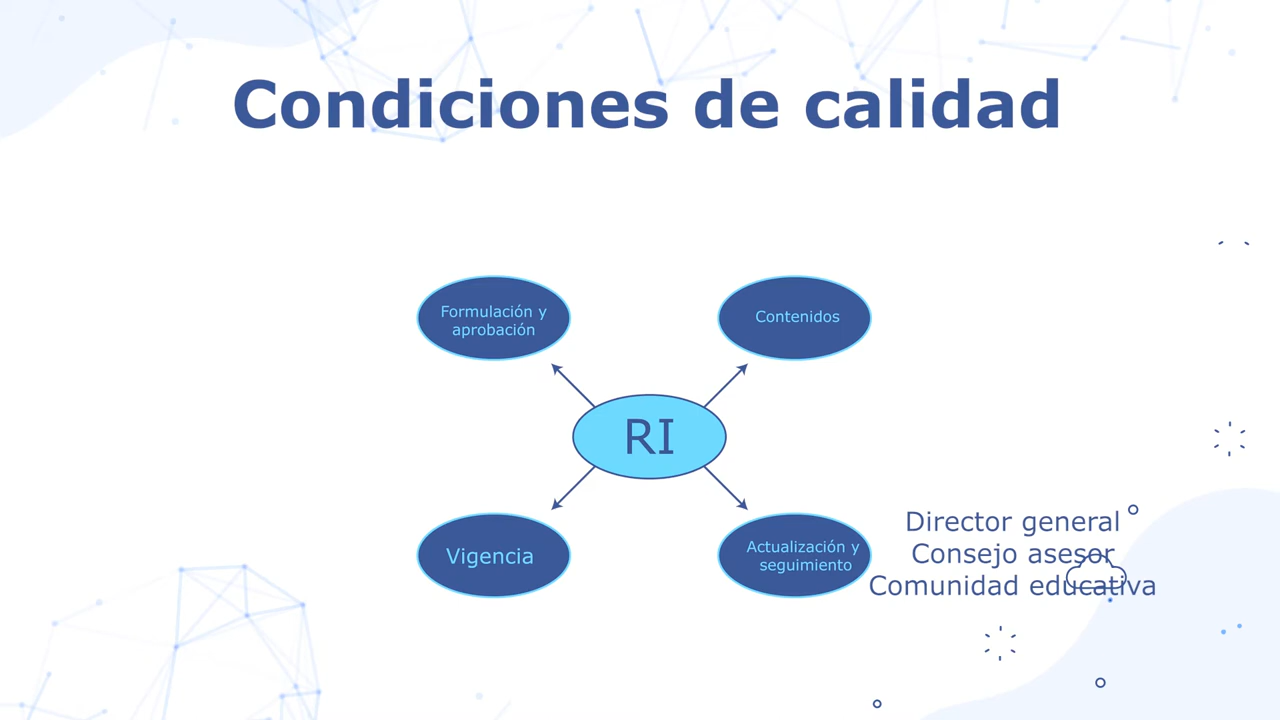 Condiciones de calidad
Formulación y
aprobación
Contenidos
RI
Vigencia
Actualización y
seguimiento
Director general
Consejo asesor
Comunidad educativa